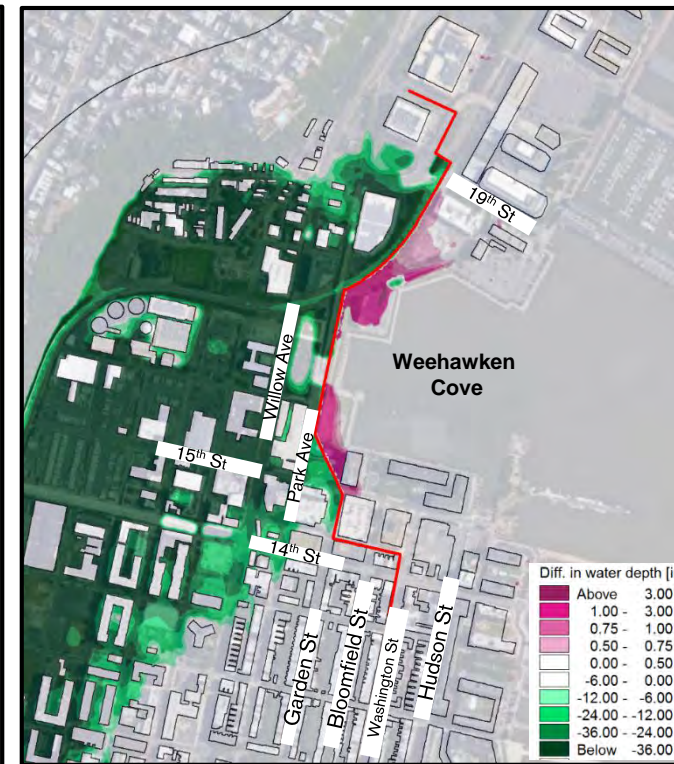 19th St
Weehawken
Cove
Willow Ave
Park Ave
15th St
14th St
Garden St
Bloomfield St
Washington St
Hudson St
Diff. in water depth [i
Above 3.00
1.00 - 3.00
0.75 - 1.00
0.50 - 0.75
0.00 - 0.50
-6.00 - 0.00
-12.00 - -6.00
-24.00 - -12.00
-36.00 - -24.00
Below -36.00